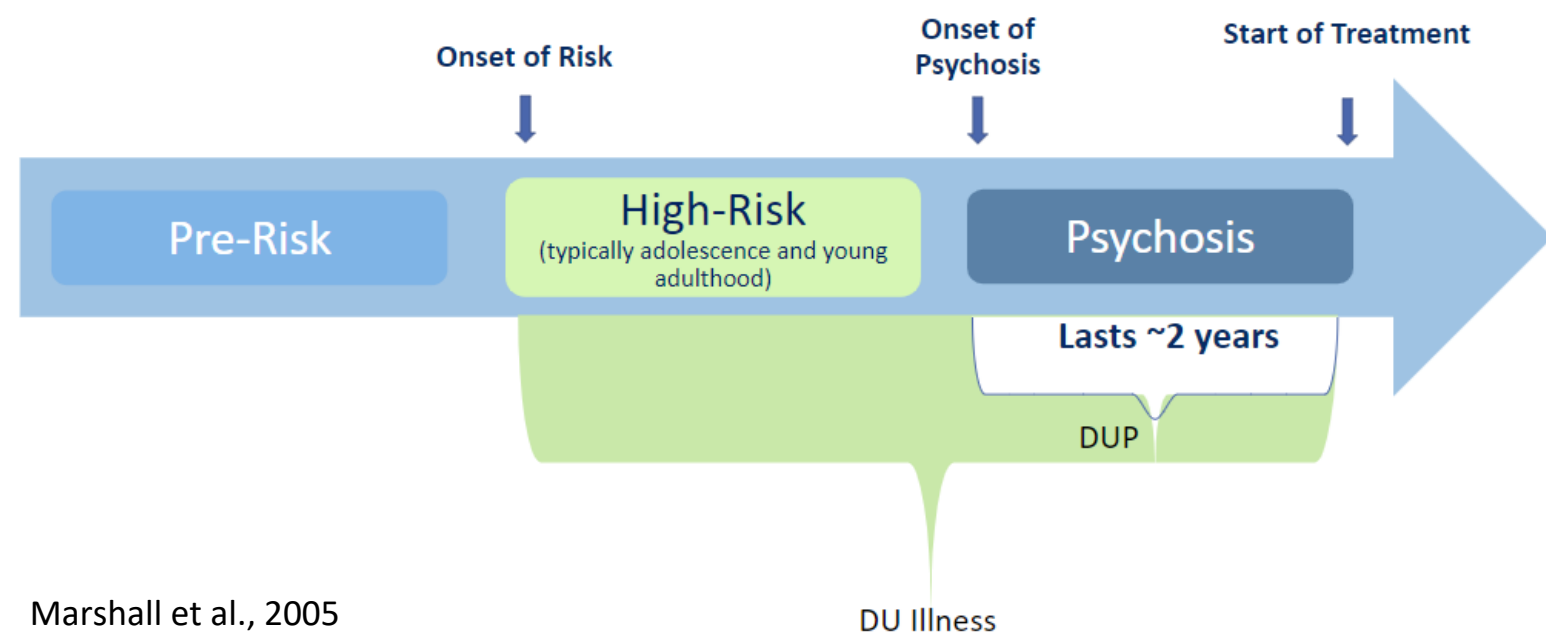 Onset of Risk
Onset of
Psychosis
Start of Treatment
Pre-Risk
High-Risk
(typically adolescence and young
adulthood)
Psychosis
Lasts ~2 years
DUP
DU Illness
Marshall et al., 2005